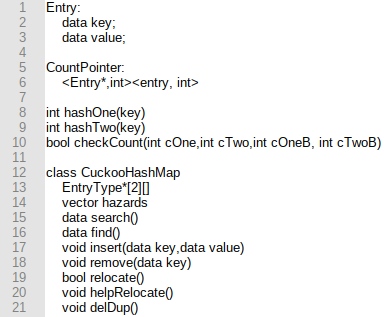 1 Entry:
2 data key;
3 data value;
4
5 CountPointer:
6 <Entry*,int><entry, int>
7
8 int hashOne(key)
9 int hashTwo(key)
10 bool checkCount(int cOne,int cTwo,int cOneB, int cTwoB)
11
12 class CuckooHashMap
13 EntryType*[2][]
14 vector hazards
15 data search()
16 data find()
17 void insert(data key,data value)
18 void remove(data key)
19 bool relocate()
20 void helpRelocate()
21 void delDup()